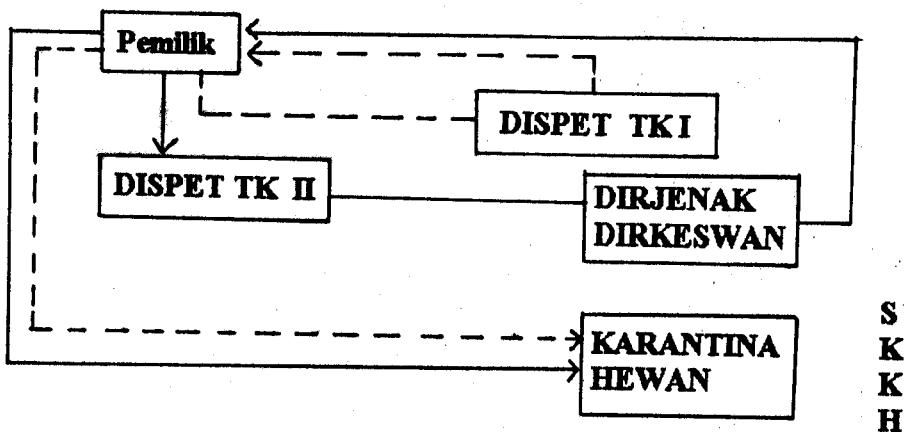 Pemilik
DISPET TK I
DISPET TK II
DIRJENAK
DIRKESWAN
KARANTINA
HEWAN
S
K
K
H